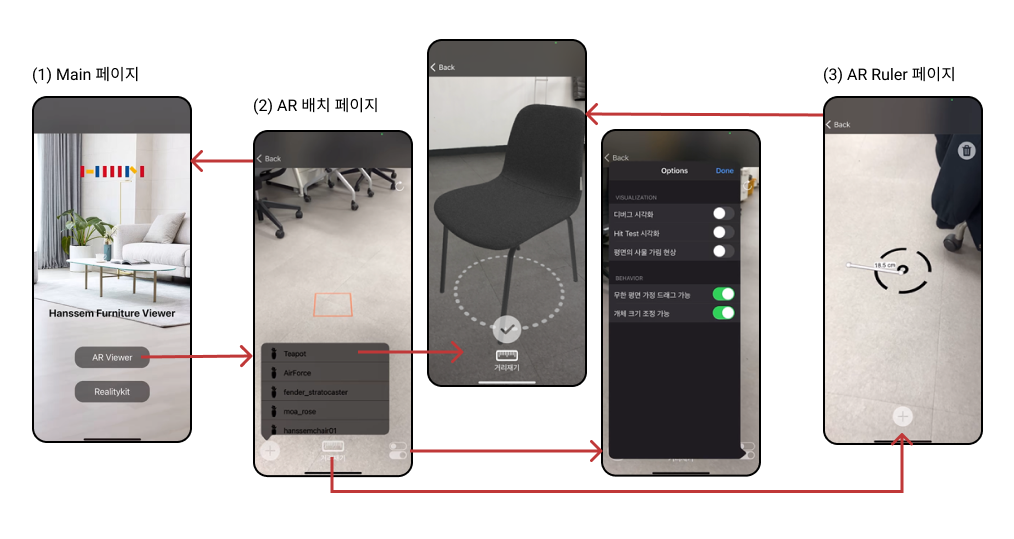 (1) Main 페이지
Hanssem Furniture Viewer
AR Viewer
Realitykit
(2) AR 배치 페이지
Back
Teapot
AirForce
fender_stratocaster
moa_rose
hanssemchair01
거리재기
Back
거리재기
Back
Options
Done
VISUALIZATION
디버그 시각화
Hit Test 시각화
평면의 사물 가림 현상
BEHAVIOR
무한 평면 가정 드래그 가능
개체 크기 조정 가능
(3) AR Ruler 페이지
Back
18.5 cm